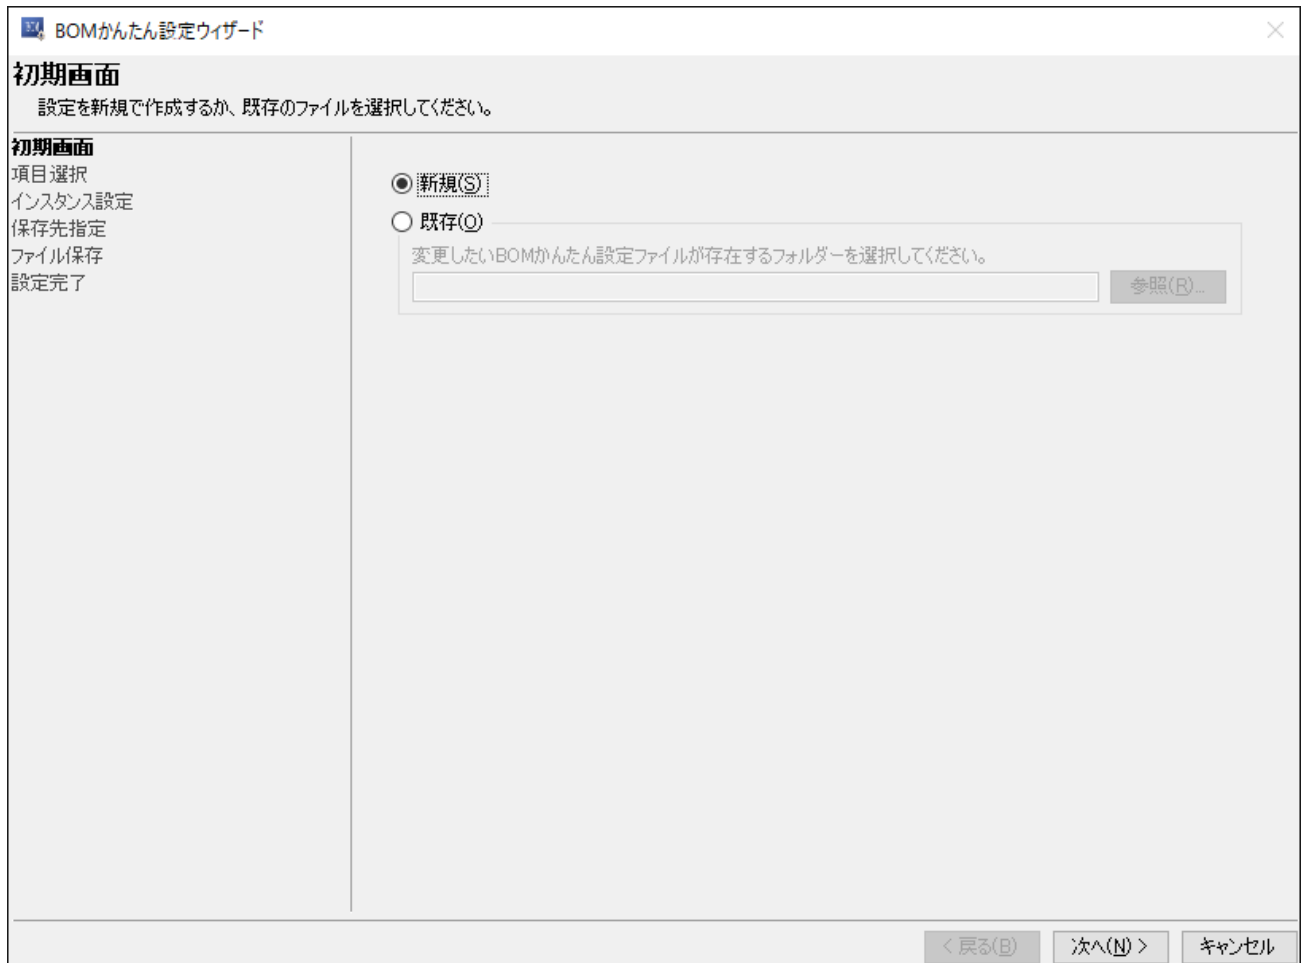 BOMかんたん設定ウィザード
初期画面
設定を新規で作成するか、既存のファイルを選択してください。
初期画面
項目選択
インスタンス設定
保存先指定
ファイル保存
設定完了
新規(S)
既存(O)
変更したいBOMかんたん設定ファイルが存在するフォルダーを選択してください。
参照(R)...
< 戻る(B)
次へ(N) >
キャンセル